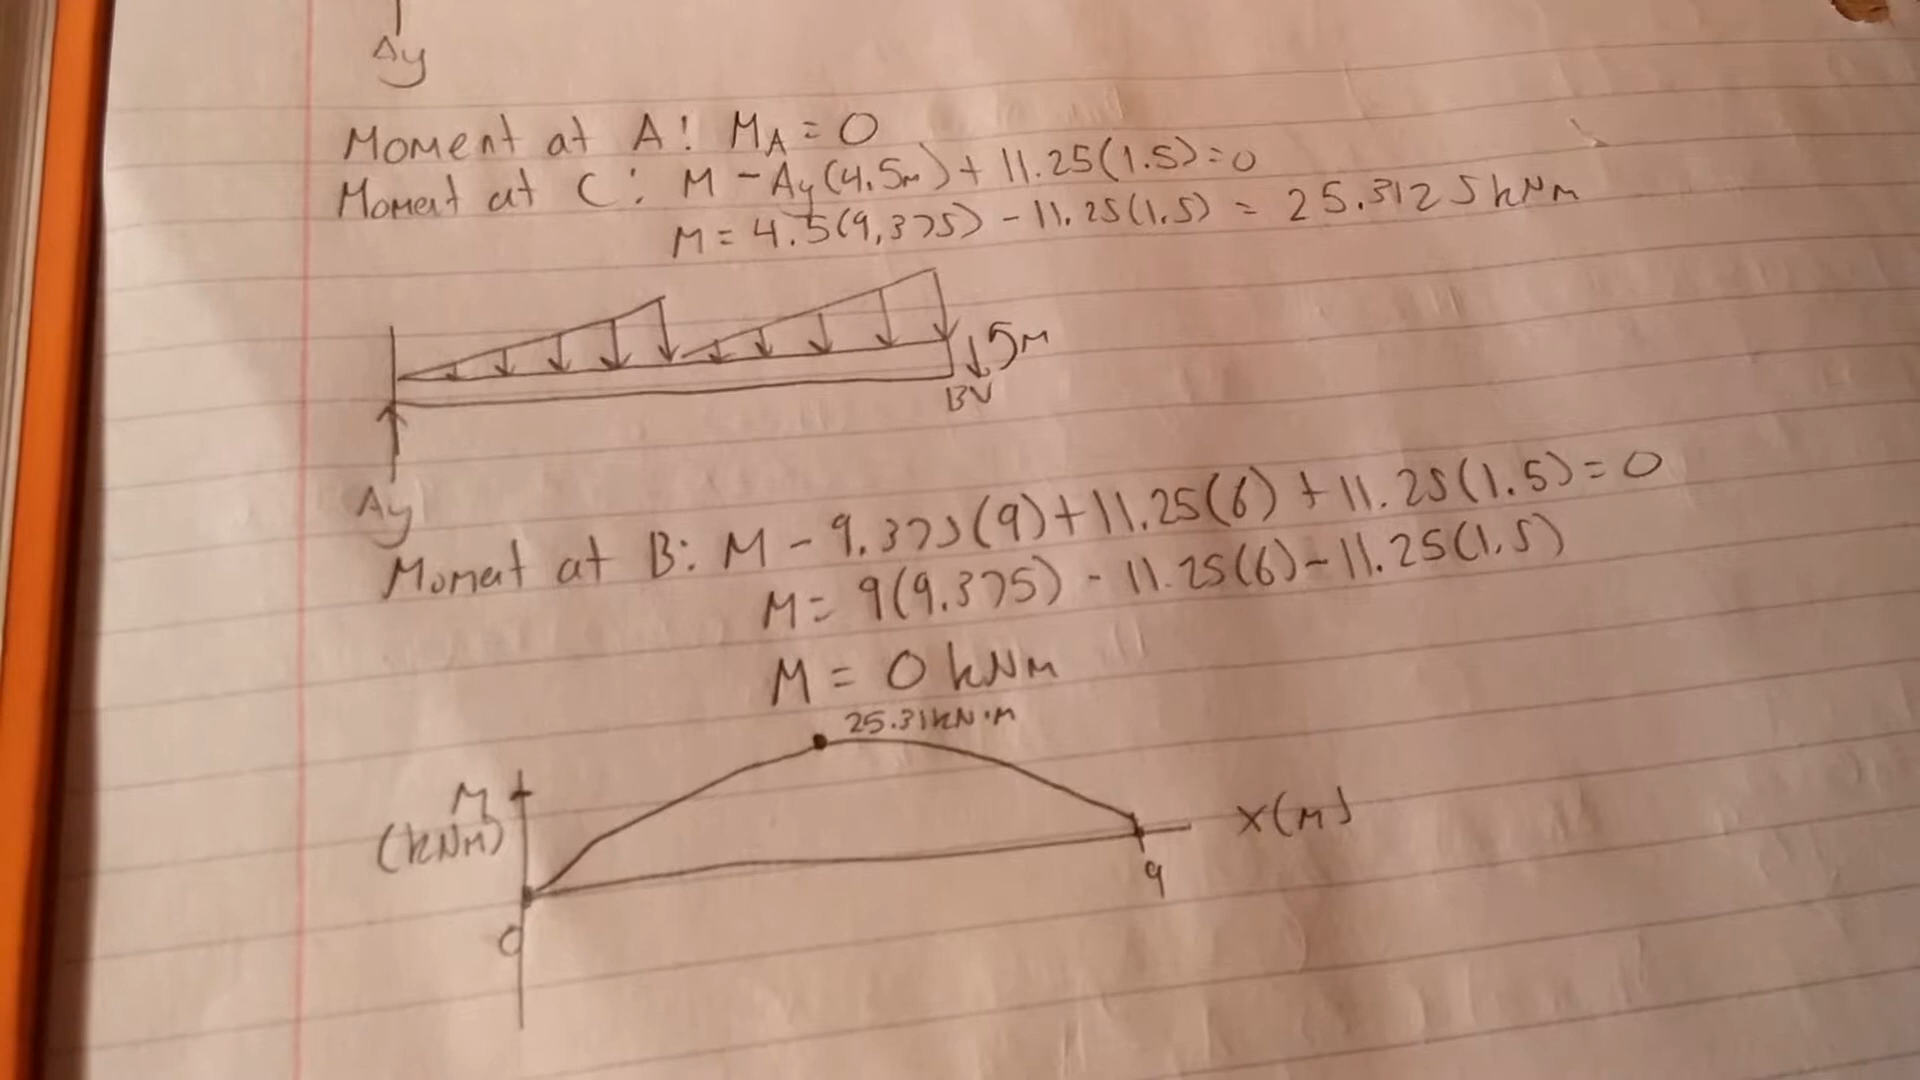 Ay
Moment at A: MA = 0
Moment at C: M - Ay(4.5m) + 11.25(1.5) = 0
M = 4.5(9,375) - 11.25(1.5) = 25.3125 kNm
5M
BV
Ay
Moment at B: M - 9.375(9) + 11.25(6) + 11.25(1.5) = 0
M = 9(9.375) - 11.25(6) - 11.25(1.5)
M = 0 kNm
25.31kN·m
M
(kNm)
x(m)
9
0